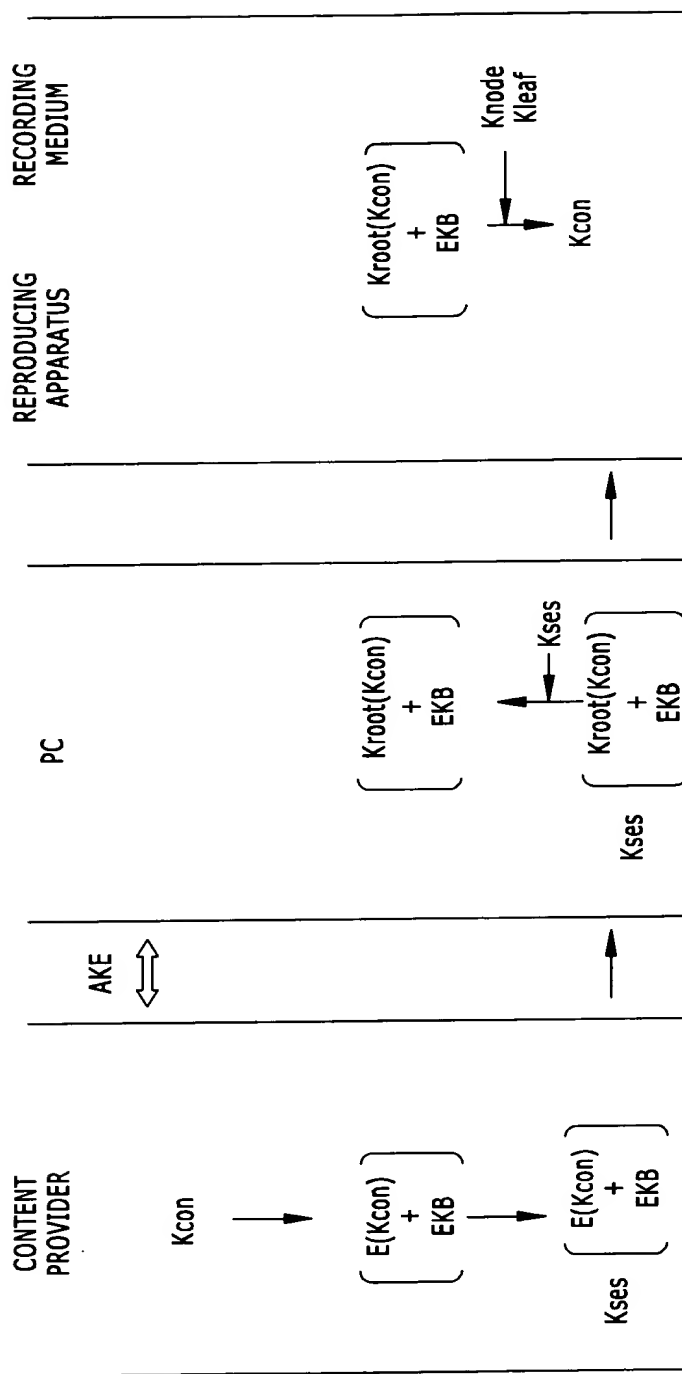 CONTENT
PROVIDER
Kcon
E(Kcon)
+
EKB
Kses
E(Kcon)
+
EKB
AKE
PC
Kroot(Kcon)
+
EKB
Kses
Kses
Kroot(Kcon)
+
EKB
REPRODUCING
APPARATUS
RECORDING
MEDIUM
Kroot(Kcon)
+
EKB
Knode
Kleaf
Kcon